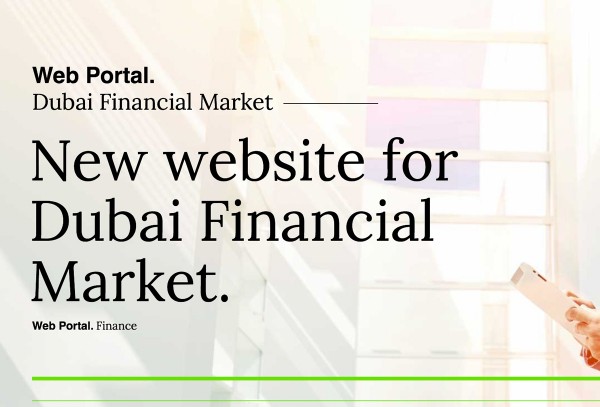 Web Portal.
Dubai Financial Market
New website for
Dubai Financial
Market.
Web Portal. Finance